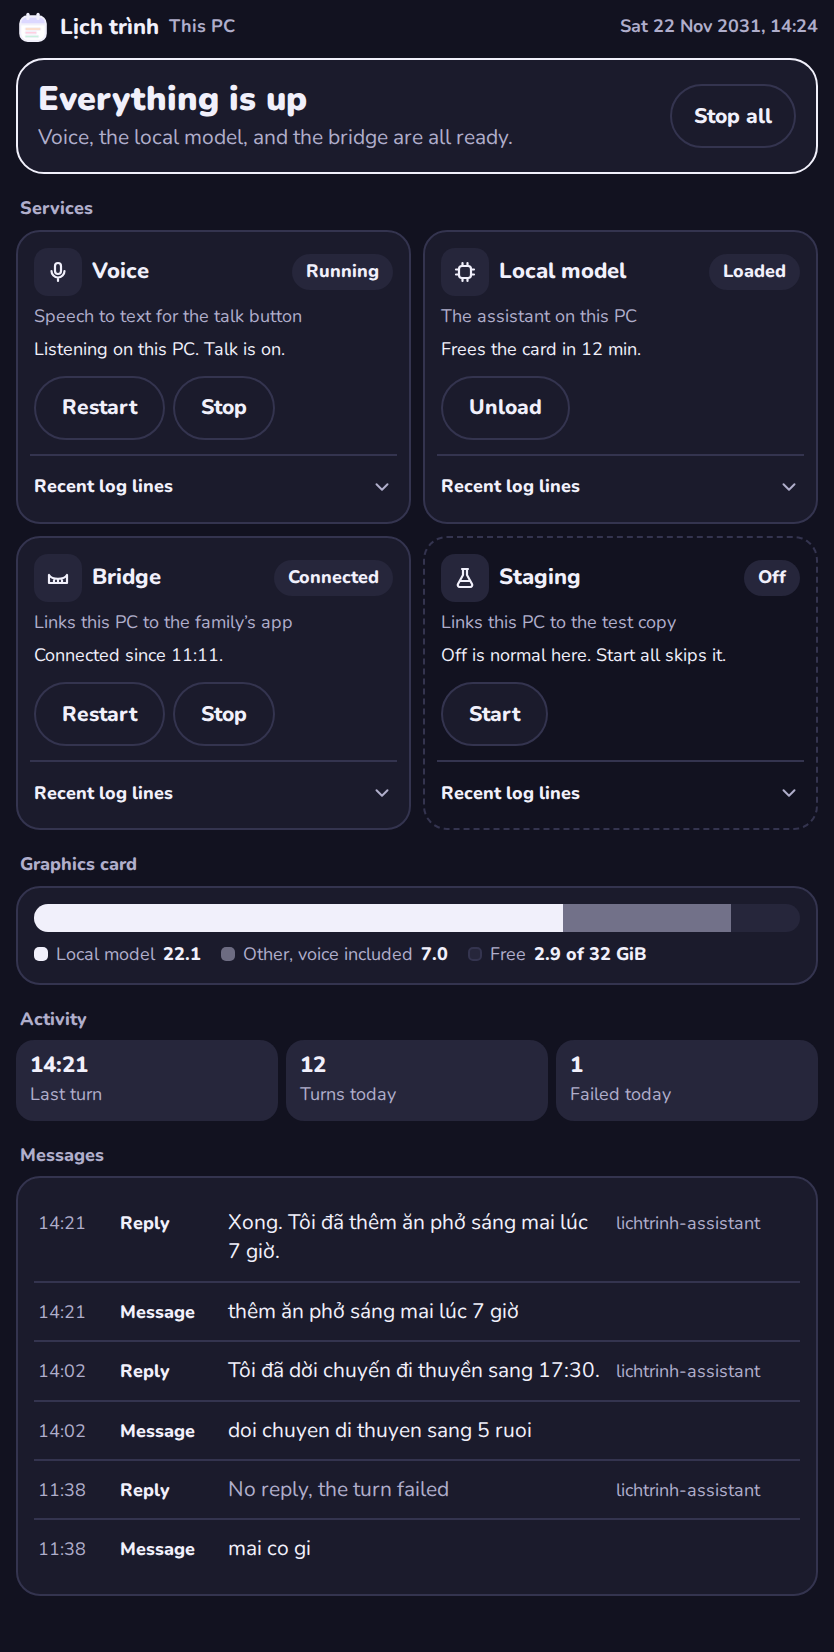 Lịch trình This PC
Sat 22 Nov 2031, 14:24
Everything is up
Voice, the local model, and the bridge are all ready.
Stop all
Services
Voice
Running
Speech to text for the talk button
Listening on this PC. Talk is on.
Restart
Stop
Recent log lines
Local model
Loaded
The assistant on this PC
Frees the card in 12 min.
Unload
Recent log lines
Bridge
Connected
Links this PC to the family’s app
Connected since 11:11.
Restart
Stop
Recent log lines
Staging
Off
Links this PC to the test copy
Off is normal here. Start all skips it.
Start
Recent log lines
Graphics card
Local model 22.1
Other, voice included 7.0
Free 2.9 of 32 GiB
Activity
14:21
Last turn
12
Turns today
1
Failed today
Messages
14:21 Reply Xong. Tôi đã thêm ăn phở sáng mai lúc lichtrinh-assistant
7 giờ.
14:21 Message thêm ăn phở sáng mai lúc 7 giờ
14:02 Reply Tôi đã dời chuyến đi thuyền sang 17:30. lichtrinh-assistant
14:02 Message doi chuyen di thuyen sang 5 ruoi
11:38 Reply No reply, the turn failed lichtrinh-assistant
11:38 Message mai co gi